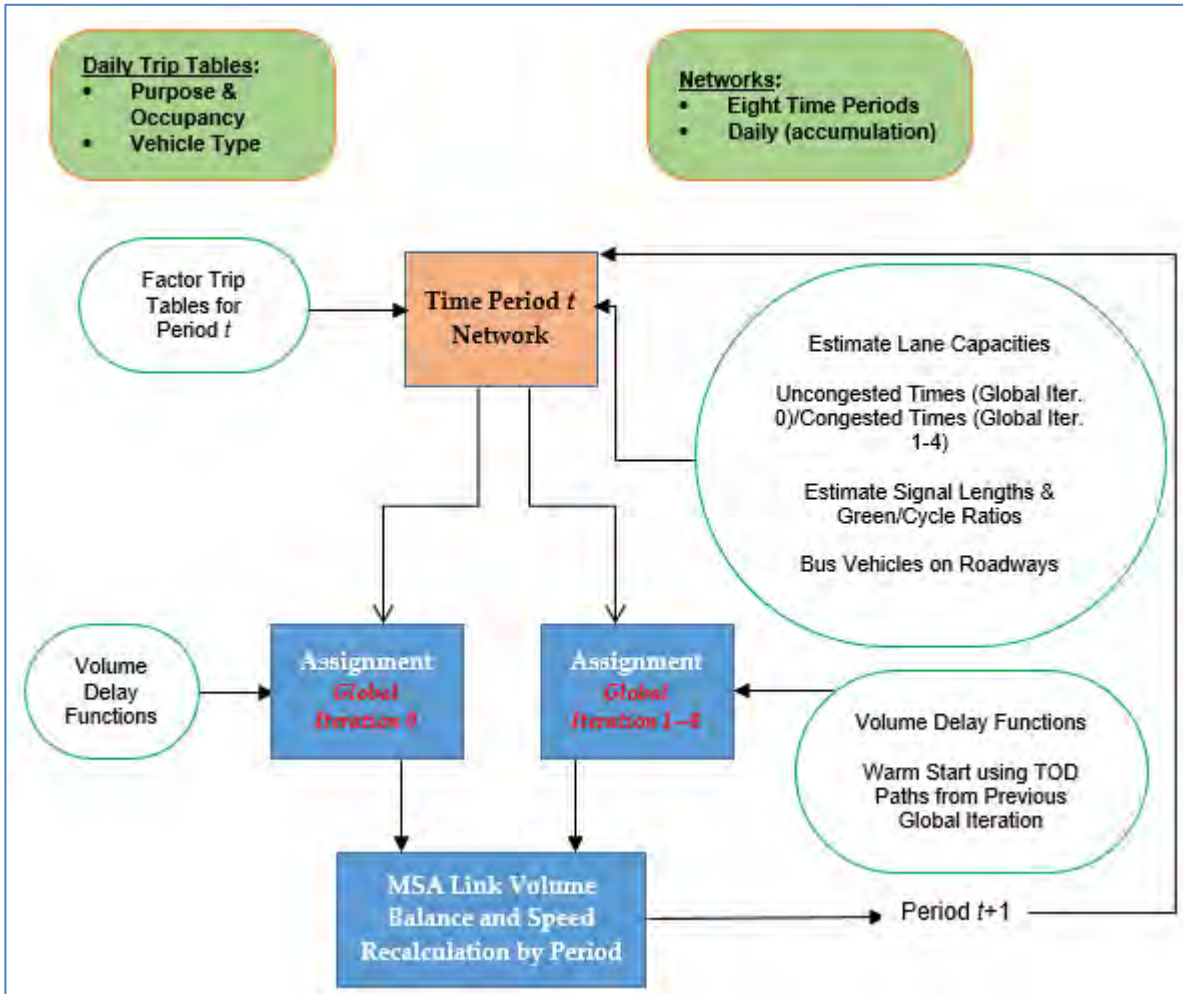 Daily Trip Tables:
• Purpose &
Occupancy
• Vehicle Type
Networks:
• Eight Time Periods
• Daily (accumulation)
Factor Trip
Tables for
Period t
Time Period t
Network
Estimate Lane Capacities
Uncongested Times (Global Iter.
0)/Congested Times (Global Iter.
1-4)
Estimate Signal Lengths &
Green/Cycle Ratios
Bus Vehicles on Roadways
Volume
Delay
Functions
Assignment
Global
Iteration 0
Assignment
Global
Iteration 1–4
Volume Delay Functions
Warm Start using TOD
Paths from Previous
Global Iteration
MSA Link Volume
Balance and Speed
Recalculation by Period
Period t+1